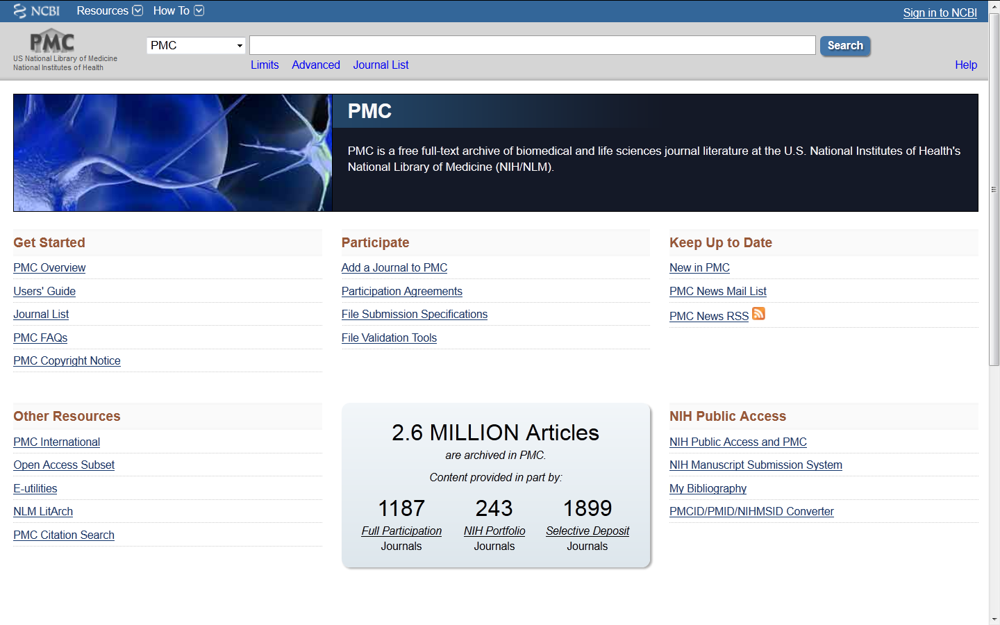 NCBI Resources How To Sign in to NCBI
PMC
US National Library of Medicine
National Institutes of Health
PMC Search
Limits Advanced Journal List Help
PMC
PMC is a free full-text archive of biomedical and life sciences journal literature at the U.S. National Institutes of Health's
National Library of Medicine (NIH/NLM).
Get Started
PMC Overview
Users' Guide
Journal List
PMC FAQs
PMC Copyright Notice
Participate
Add a Journal to PMC
Participation Agreements
File Submission Specifications
File Validation Tools
Keep Up to Date
New in PMC
PMC News Mail List
PMC News RSS
Other Resources
PMC International
Open Access Subset
E-utilities
NLM LitArch
PMC Citation Search
2.6 MILLION Articles
are archived in PMC.
Content provided in part by:
1187 243 1899
Full Participation NIH Portfolio Selective Deposit
Journals Journals Journals
NIH Public Access
NIH Public Access and PMC
NIH Manuscript Submission System
My Bibliography
PMCID/PMID/NIHMSID Converter